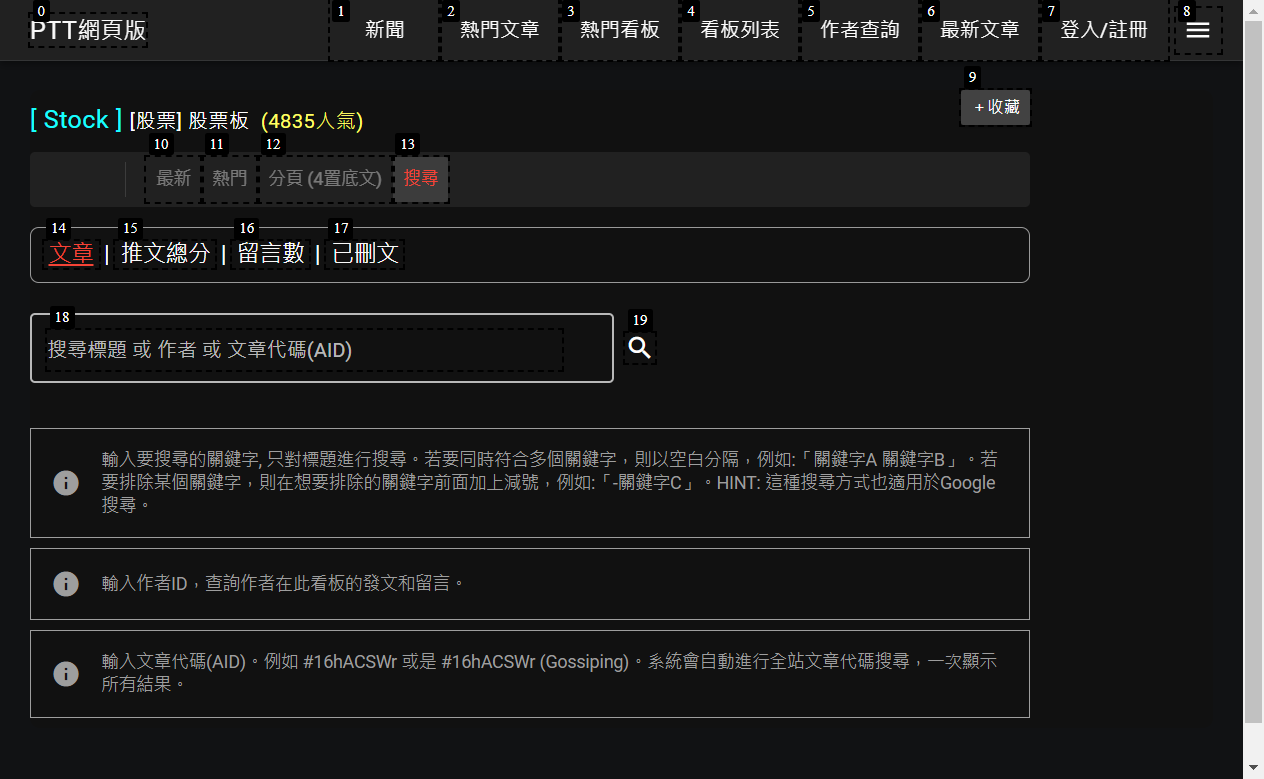 0 1 2 3 4 5 6 7 8
PTT網頁版 新聞 熱門文章 熱門看板 看板列表 作者查詢 最新文章 登入/註冊
9
+收藏
[ Stock ] [股票] 股票板 (4835人氣)
10 11 12 13
最新 熱門 分頁 (4置底文) 搜尋
14 15 16 17
文章 | 推文總分 | 留言數 | 已刪文
18 19
搜尋標題 或 作者 或 文章代碼(AID)
輸入要搜尋的關鍵字, 只對標題進行搜尋。若要同時符合多個關鍵字，則以空白分隔，例如:「關鍵字A 關鍵字B」。若
要排除某個關鍵字，則在想要排除的關鍵字前面加上減號，例如:「-關鍵字C」。HINT: 這種搜尋方式也適用於Google
搜尋。
輸入作者ID，查詢作者在此看板的發文和留言。
輸入文章代碼(AID)。例如 #16hACSWr 或是 #16hACSWr (Gossiping)。系統會自動進行全站文章代碼搜尋，一次顯示
所有結果。